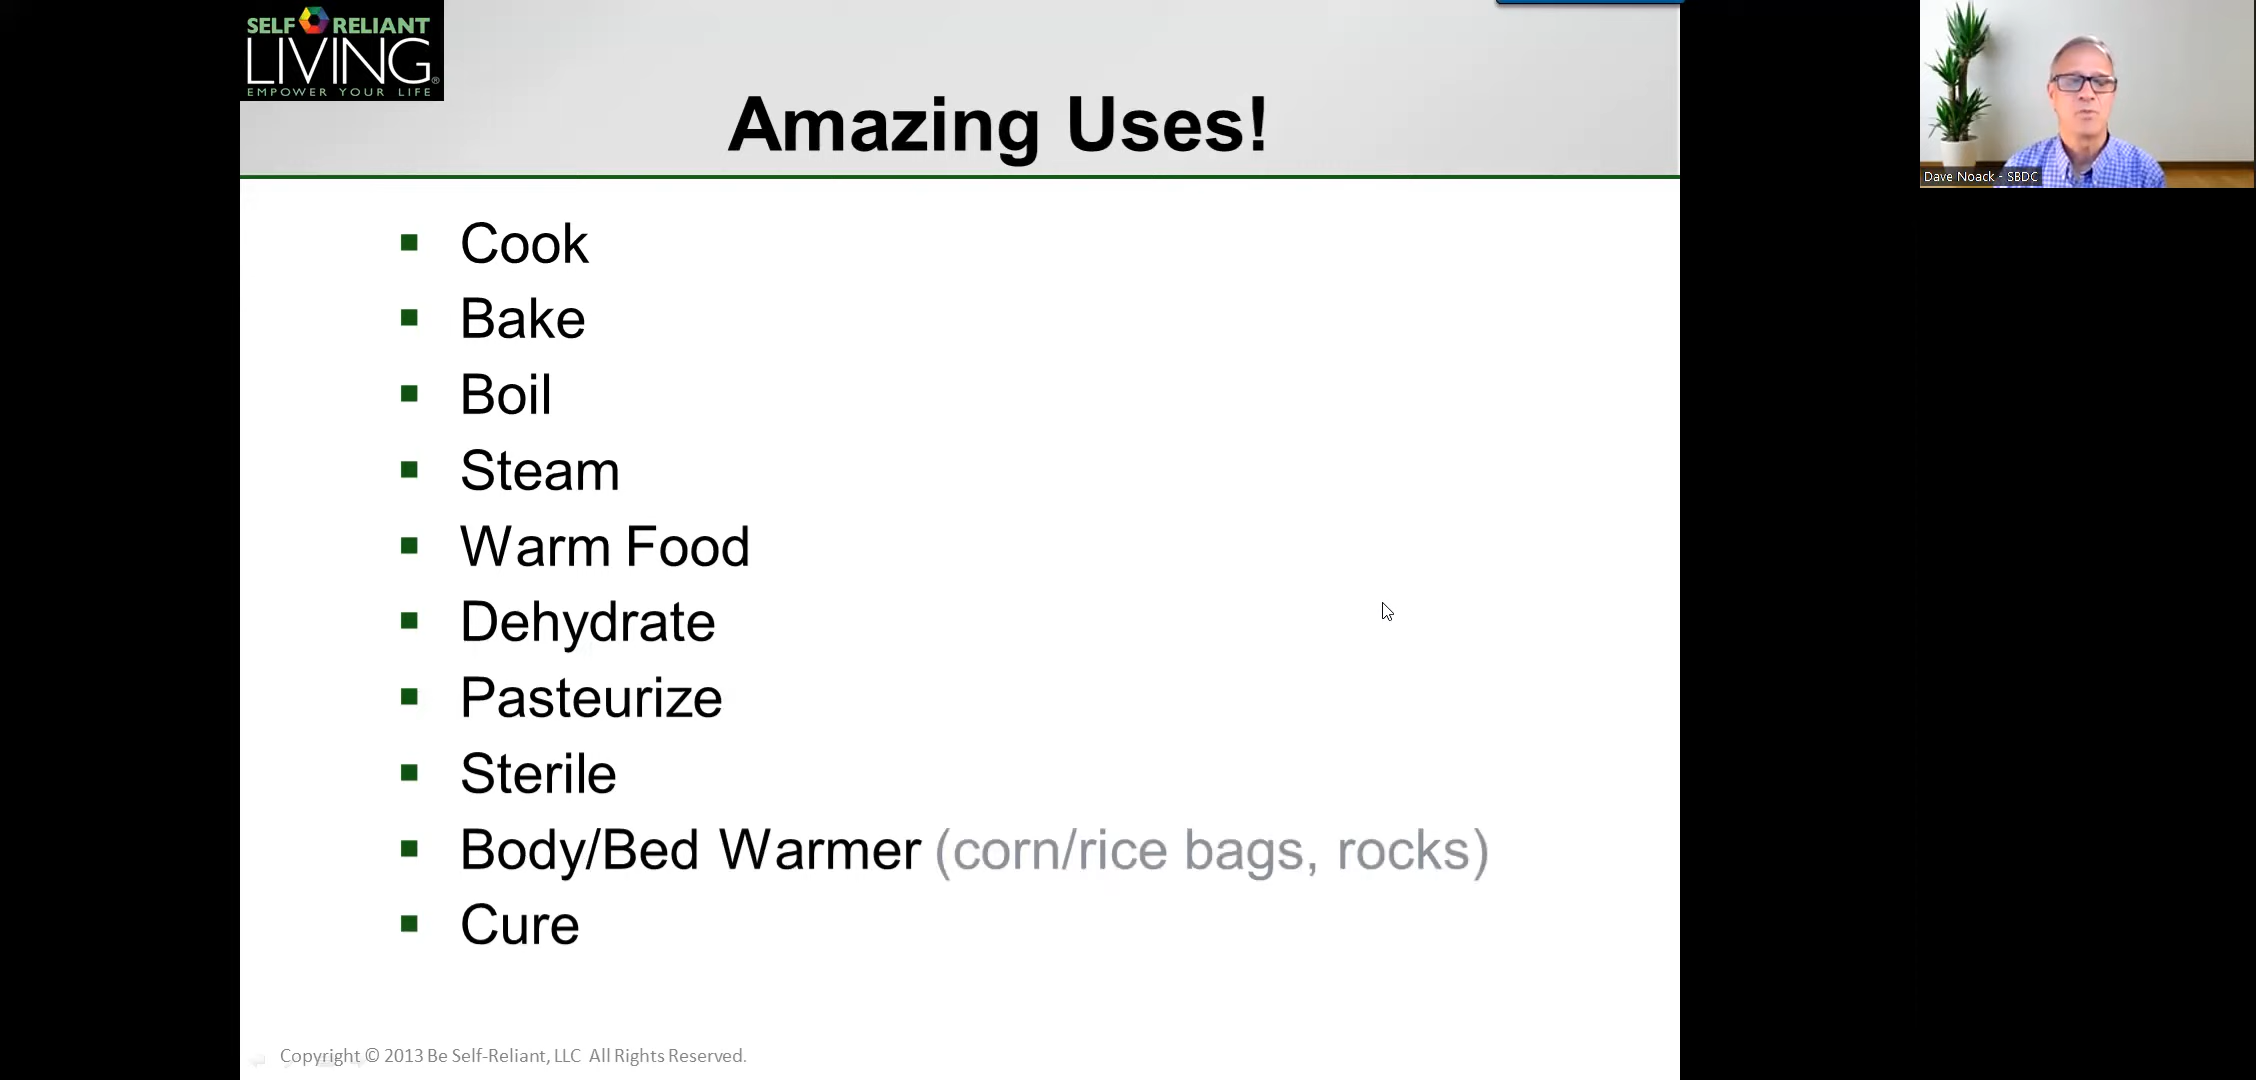 SELF RELIANT
LIVING®
EMPOWER YOUR LIFE
Amazing Uses!
Dave Noack - SBDC
Cook
Bake
Boil
Steam
Warm Food
Dehydrate
Pasteurize
Sterile
Body/Bed Warmer (corn/rice bags, rocks)
Cure
Copyright © 2013 Be Self-Reliant, LLC All Rights Reserved.